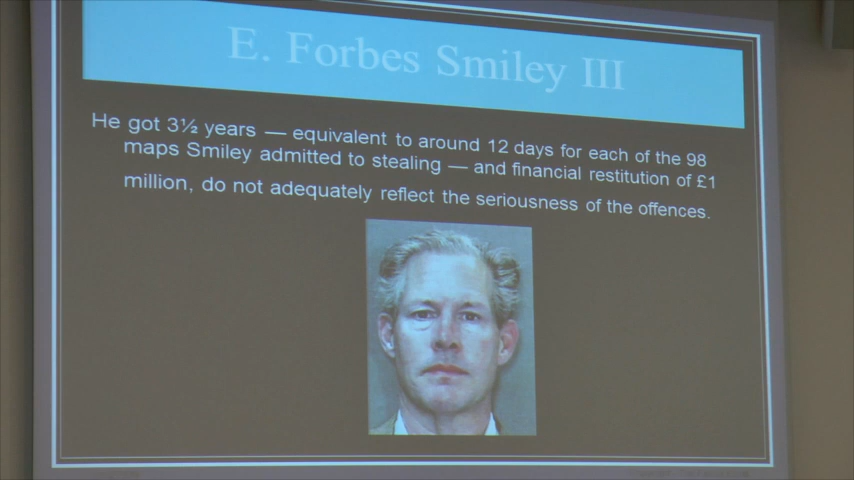 E. Forbes Smiley III
He got 3½ years — equivalent to around 12 days for each of the 98
maps Smiley admitted to stealing — and financial restitution of £1
million, do not adequately reflect the seriousness of the offences.